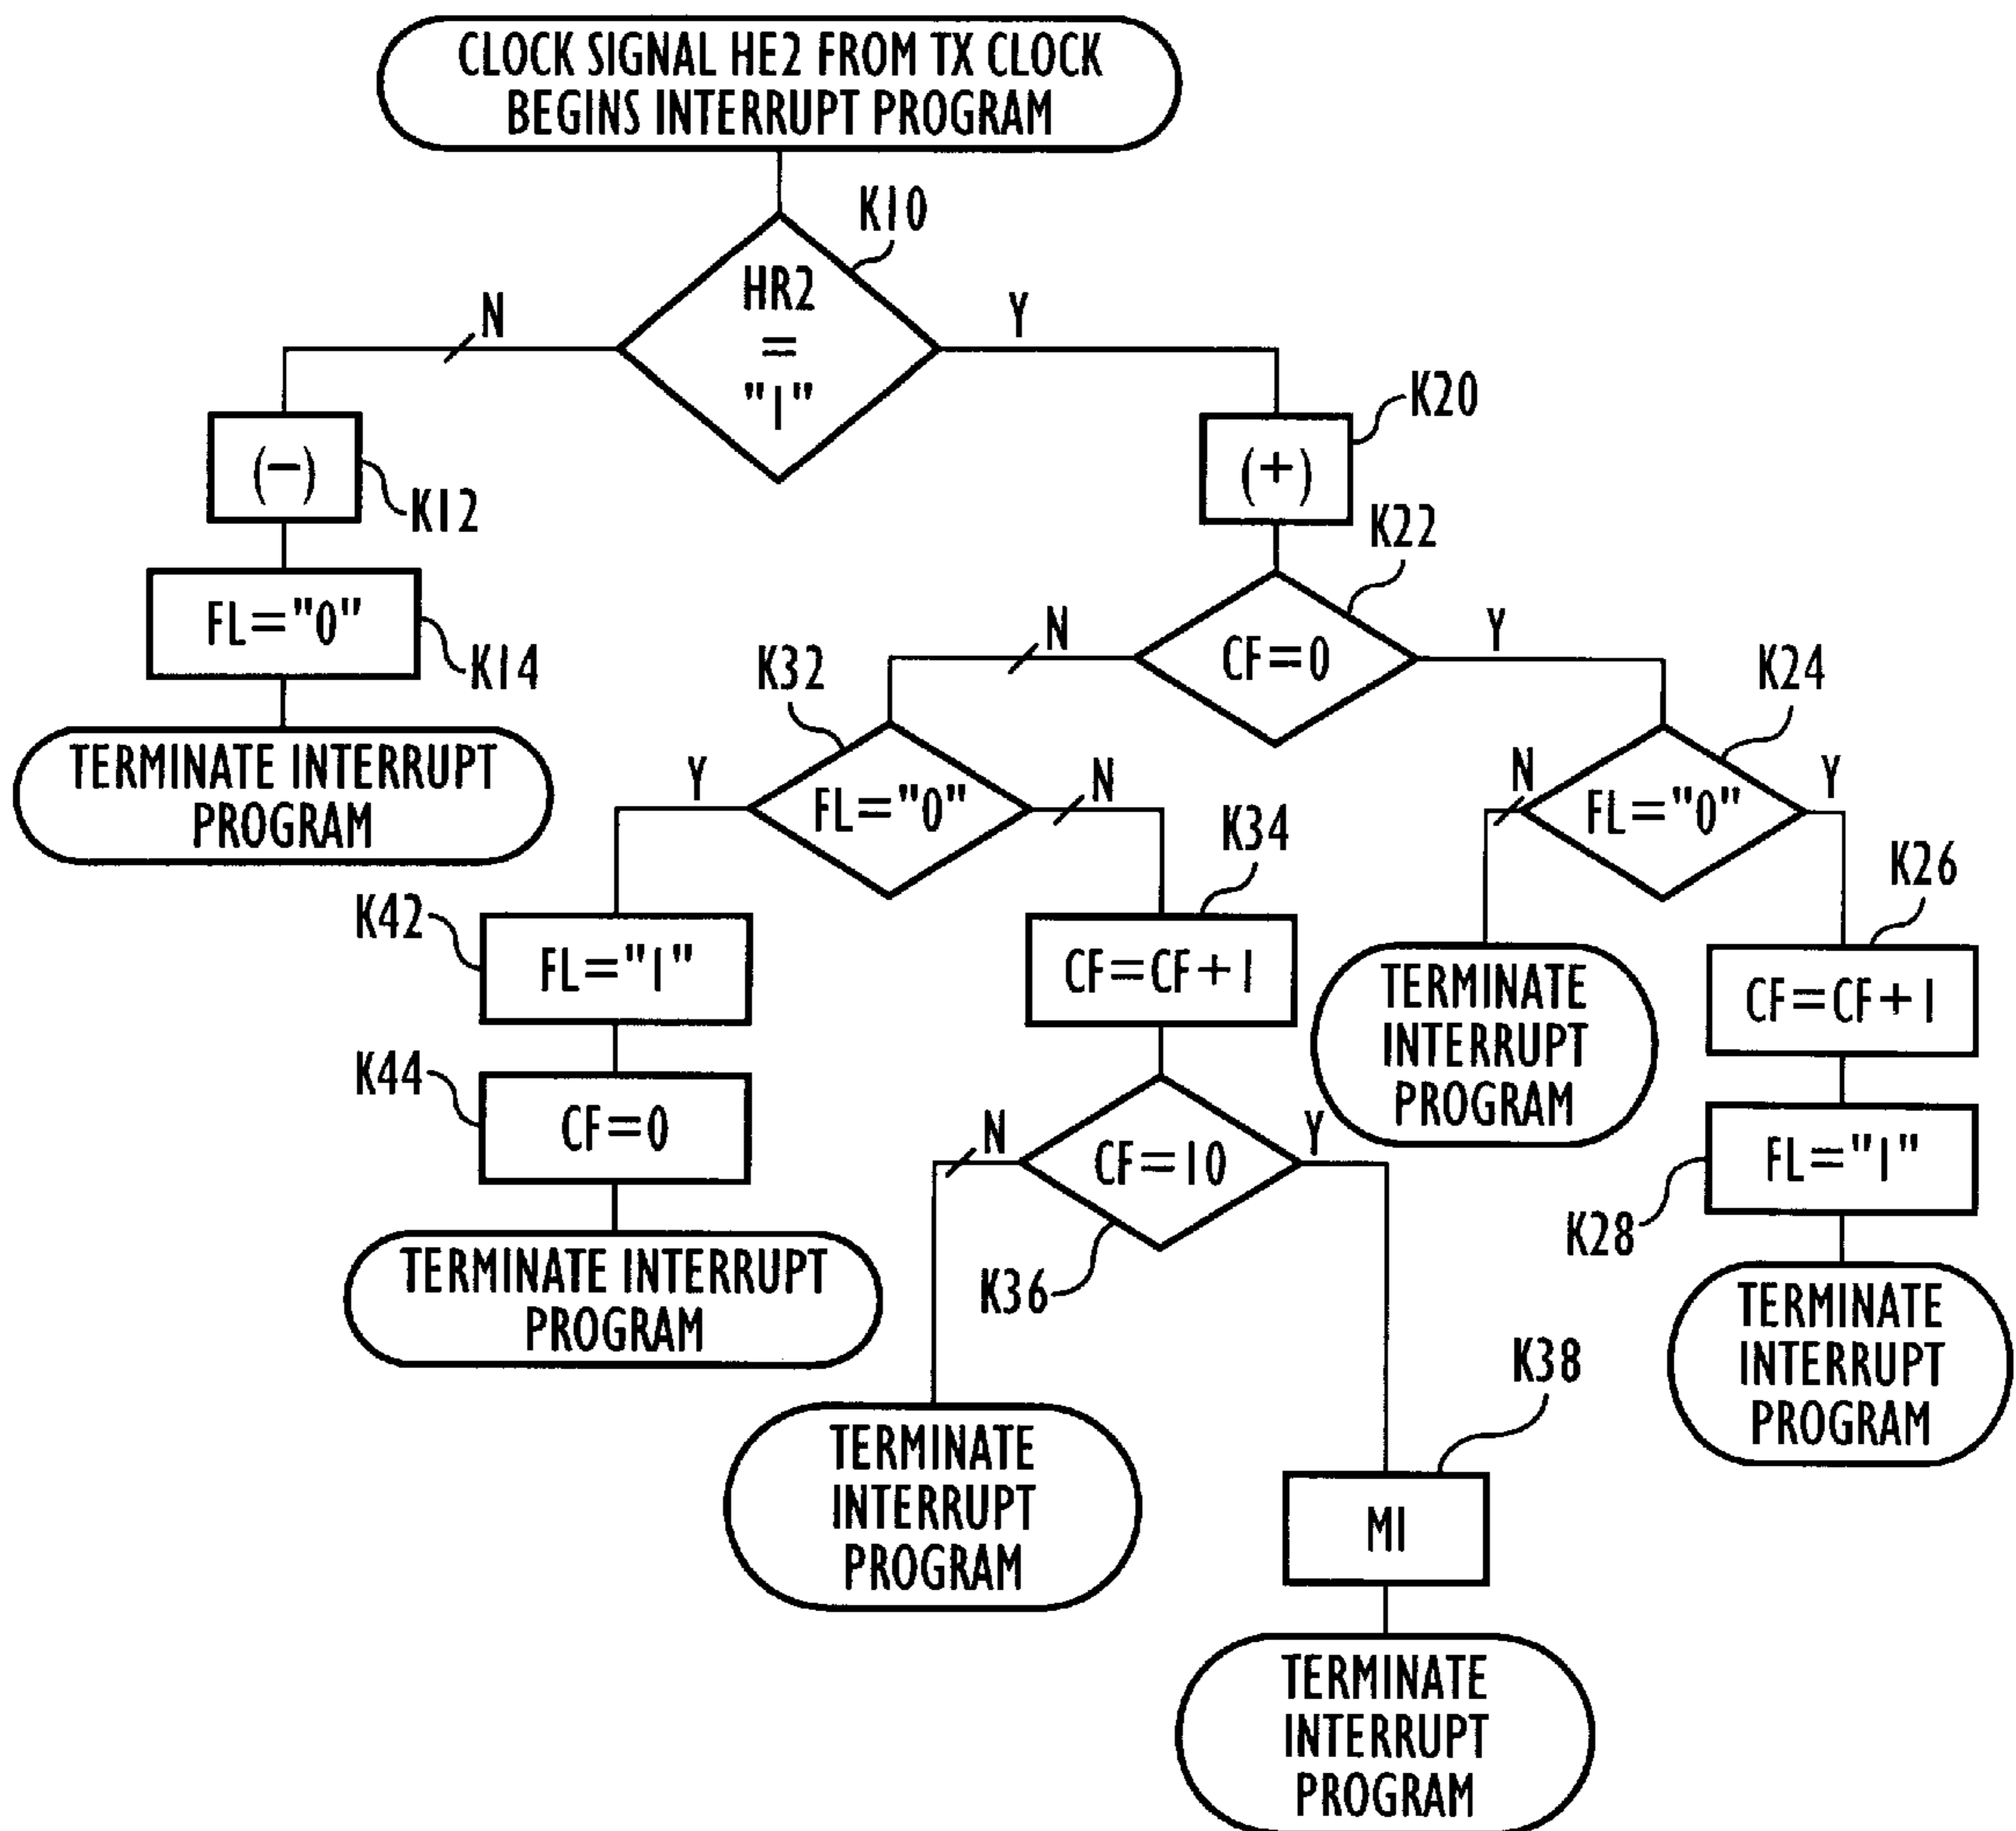 CLOCK SIGNAL HE2 FROM TX CLOCK
BEGINS INTERRUPT PROGRAM
K10
HR2
=
"1"
N
Y
(-)
K12
FL="0"
K14
TERMINATE INTERRUPT
PROGRAM
K20
(+)
K22
CF=0
N
Y
K32
FL="0"
Y
N
K24
FL="0"
N
Y
K42
FL="1"
K44
CF=0
TERMINATE INTERRUPT
PROGRAM
K34
CF=CF+1
CF=10
N
Y
K36
TERMINATE
INTERRUPT
PROGRAM
K38
MI
TERMINATE
INTERRUPT
PROGRAM
TERMINATE
INTERRUPT
PROGRAM
K26
CF=CF+1
FL="1"
K28
TERMINATE
INTERRUPT
PROGRAM